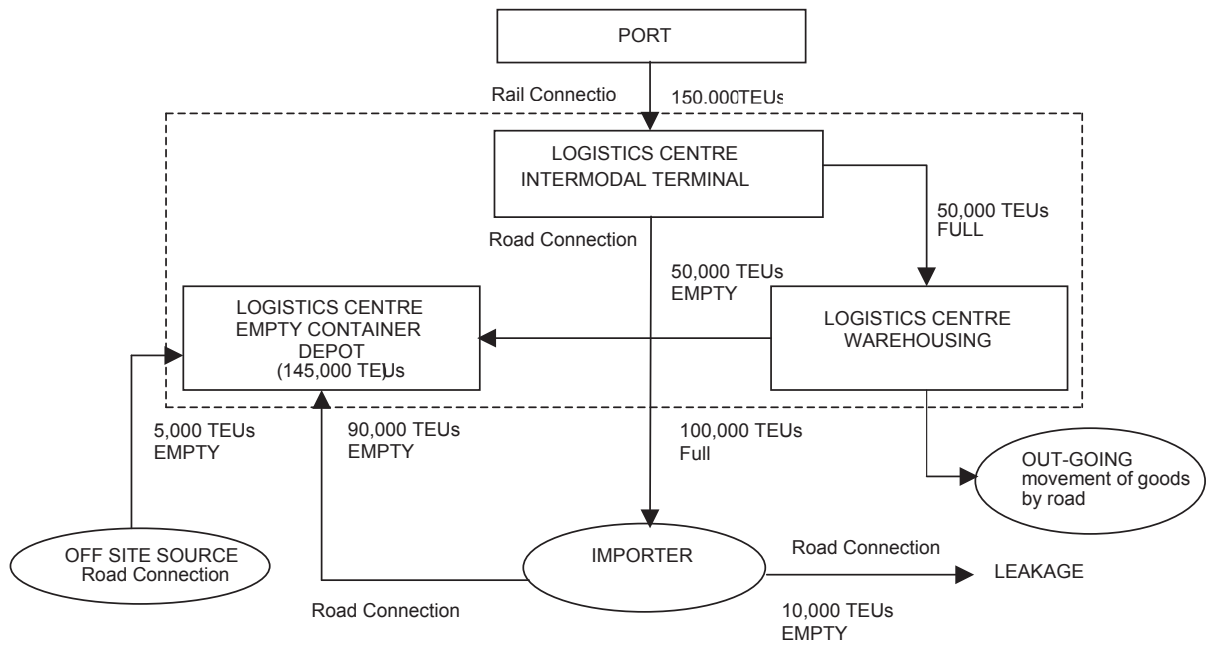 PORT
Rail Connectio
150.000TEUs
LOGISTICS CENTRE
INTERMODAL TERMINAL
50,000 TEUs
FULL
Road Connection
50,000 TEUs
EMPTY
LOGISTICS CENTRE
EMPTY CONTAINER
DEPOT
(145,000 TEUs)
LOGISTICS CENTRE
WAREHOUSING
5,000 TEUs
EMPTY
90,000 TEUs
EMPTY
100,000 TEUs
Full
OUT-GOING
movement of goods
by road
OFF SITE SOURCE
Road Connection
IMPORTER
Road Connection
LEAKAGE
Road Connection
10,000 TEUs
EMPTY